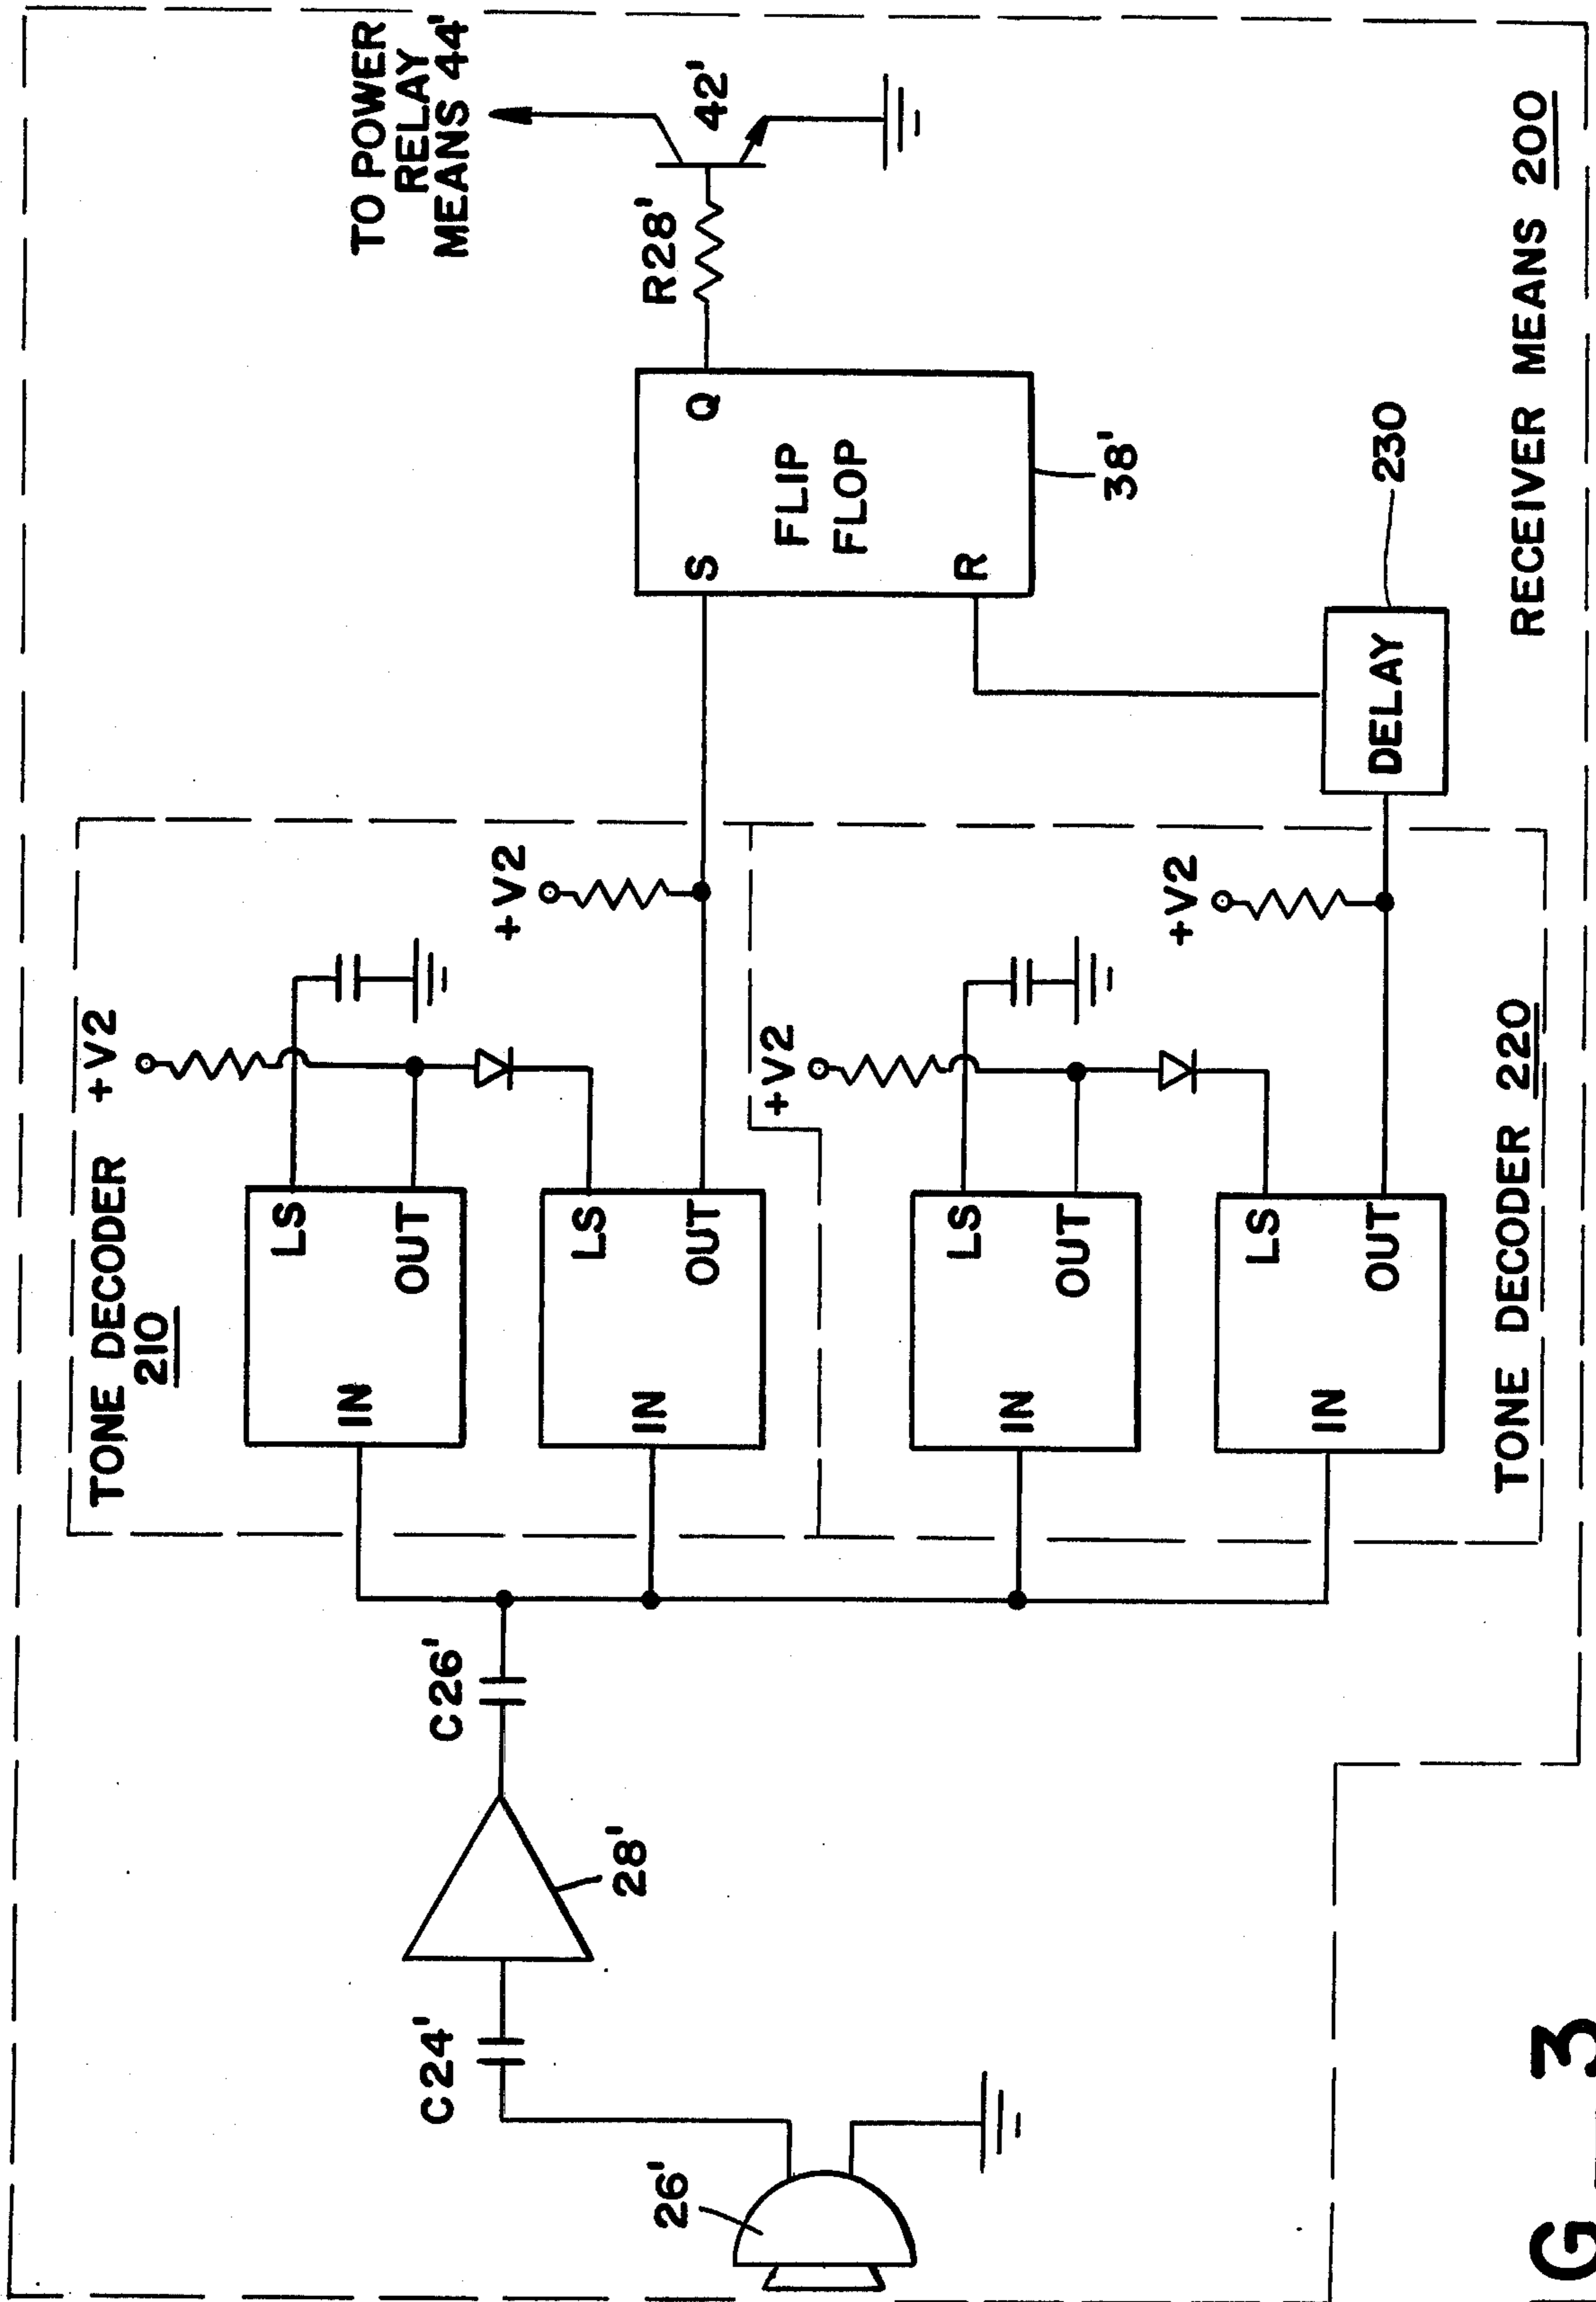 TO POWER
RELAY
MEANS 44'
42'
R28'
S
Q
FLIP
FLOP
R
38'
230
DELAY
RECEIVER MEANS 200
TONE DECODER
210
+V2
+V2
LS
IN
OUT
LS
IN
OUT
+V2
+V2
LS
IN
OUT
LS
IN
OUT
TONE DECODER 220
C26'
28'
C24'
26'
G 3